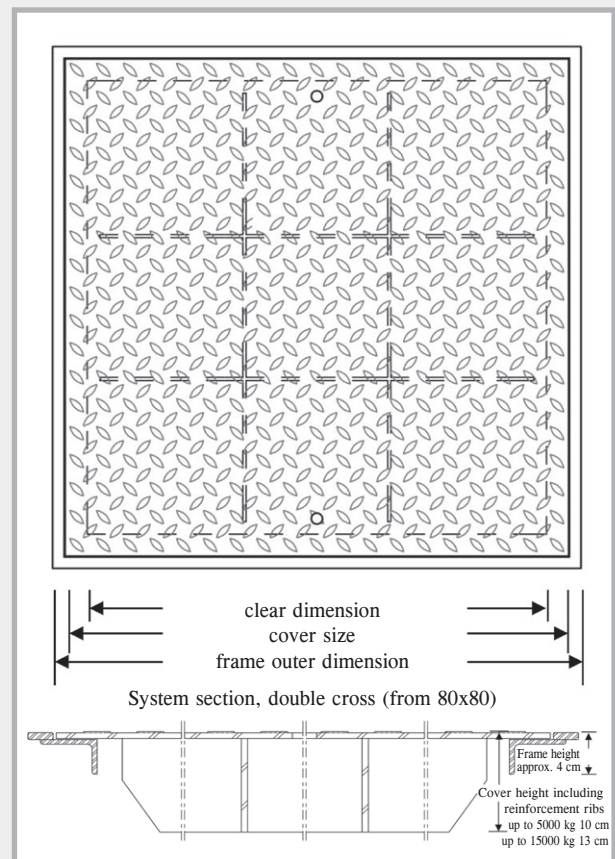 clear dimension
cover size
frame outer dimension
System section, double cross (from 80x80)
Frame height
approx. 4 cm
Cover height including
reinforcement ribs
up to 5000 kg 10 cm
up to 15000 kg 13 cm